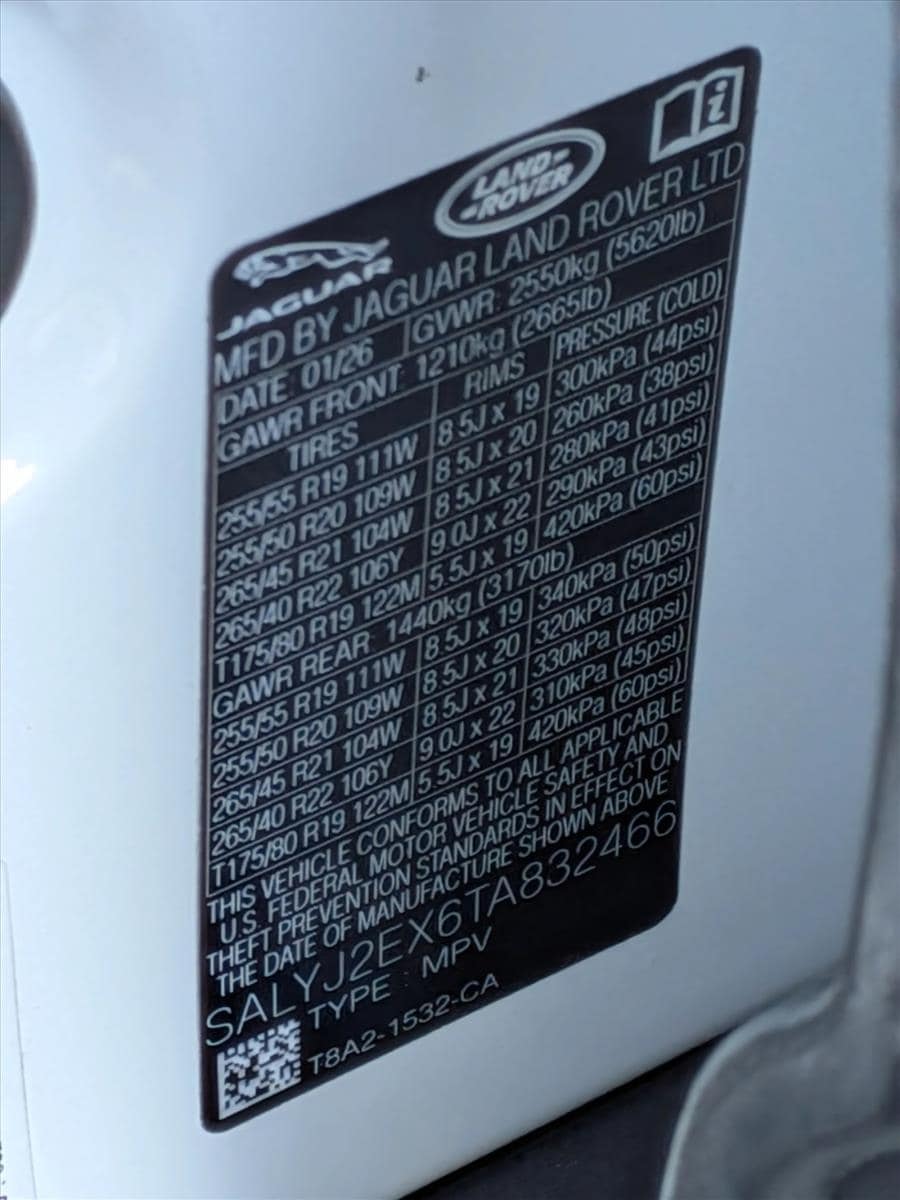 JAGUAR
LAND-
-ROVER
i
MFD BY JAGUAR LAND ROVER LTD
DATE 01/26 GVWR: 2550kg (5620lb)
GAWR FRONT 1210kg (2665lb)
TIRES RIMS PRESSURE (COLD)
255/55 R19 111W 8 5J x 19 300kPa (44psi)
255/50 R20 109W 8 5J x 20 260kPa (38psi)
265/45 R21 104W 8 5J x 21 280kPa (41psi)
265/40 R22 106Y 9 0J x 22 290kPa (43psi)
T175/80 R19 122M 5.5J x 19 420kPa (60psi)
GAWR REAR 1440kg (3170lb)
255/55 R19 111W 8 5J x 19 340kPa (50psi)
255/50 R20 109W 8 5J x 20 320kPa (47psi)
265/45 R21 104W 8 5J x 21 330kPa (48psi)
265/40 R22 106Y 9 0J x 22 310kPa (45psi)
T175/80 R19 122M 5.5J x 19 420kPa (60psi)
THIS VEHICLE CONFORMS TO ALL APPLICABLE
U.S. FEDERAL MOTOR VEHICLE SAFETY AND
THEFT PREVENTION STANDARDS IN EFFECT ON
THE DATE OF MANUFACTURE SHOWN ABOVE
SALYJ2EX6TA832466
TYPE : MPV
T8A2-1532-CA